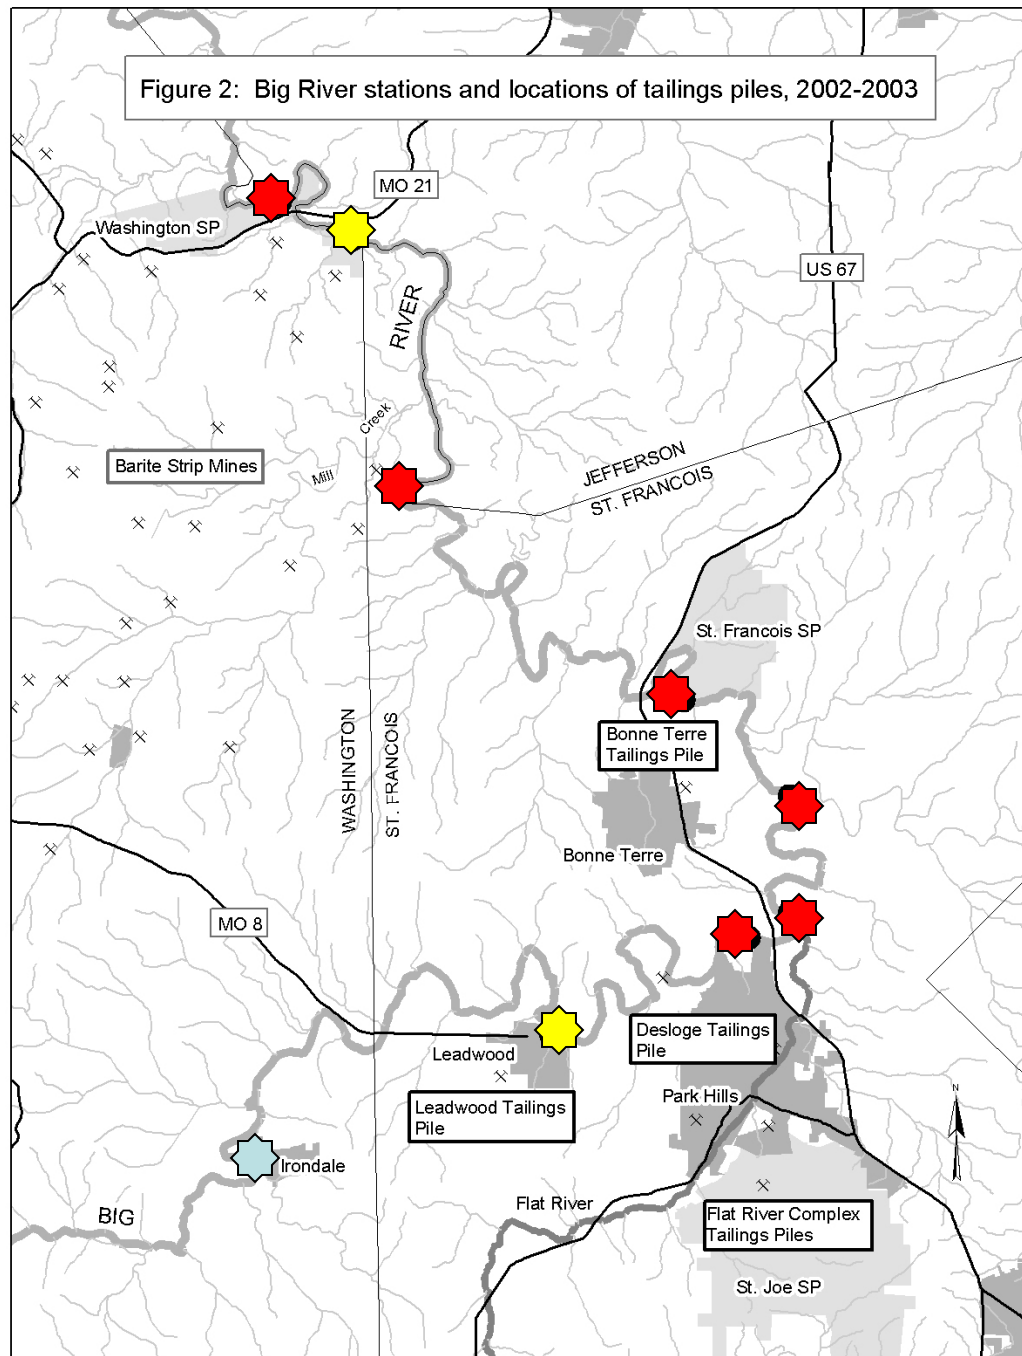 Figure 2:  Big River stations and locations of tailings piles, 2002-2003
MO 21
Washington SP
US 67
RIVER
Creek
Mill
Barite Strip Mines
JEFFERSON
ST. FRANCOIS
St. Francois SP
WASHINGTON
ST. FRANCOIS
Bonne Terre
Tailings Pile
Bonne Terre
MO 8
Desloge Tailings
Pile
Leadwood
Leadwood Tailings
Pile
Park Hills
N
Irondale
Flat River
BIG
Flat River Complex
Tailings Piles
St. Joe SP